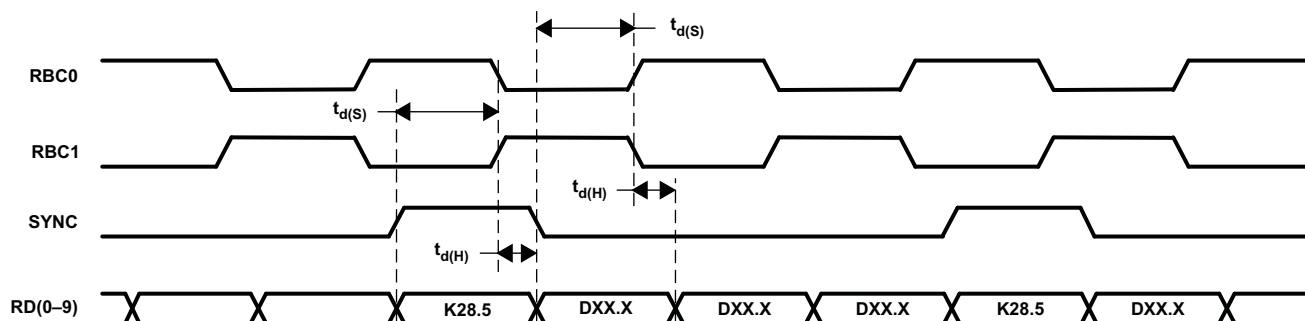 t_d(S)
RBC0
t_d(S)
RBC1
t_d(H)
SYNC
t_d(H)
RD(0–9) K28.5 DXX.X DXX.X DXX.X K28.5 DXX.X